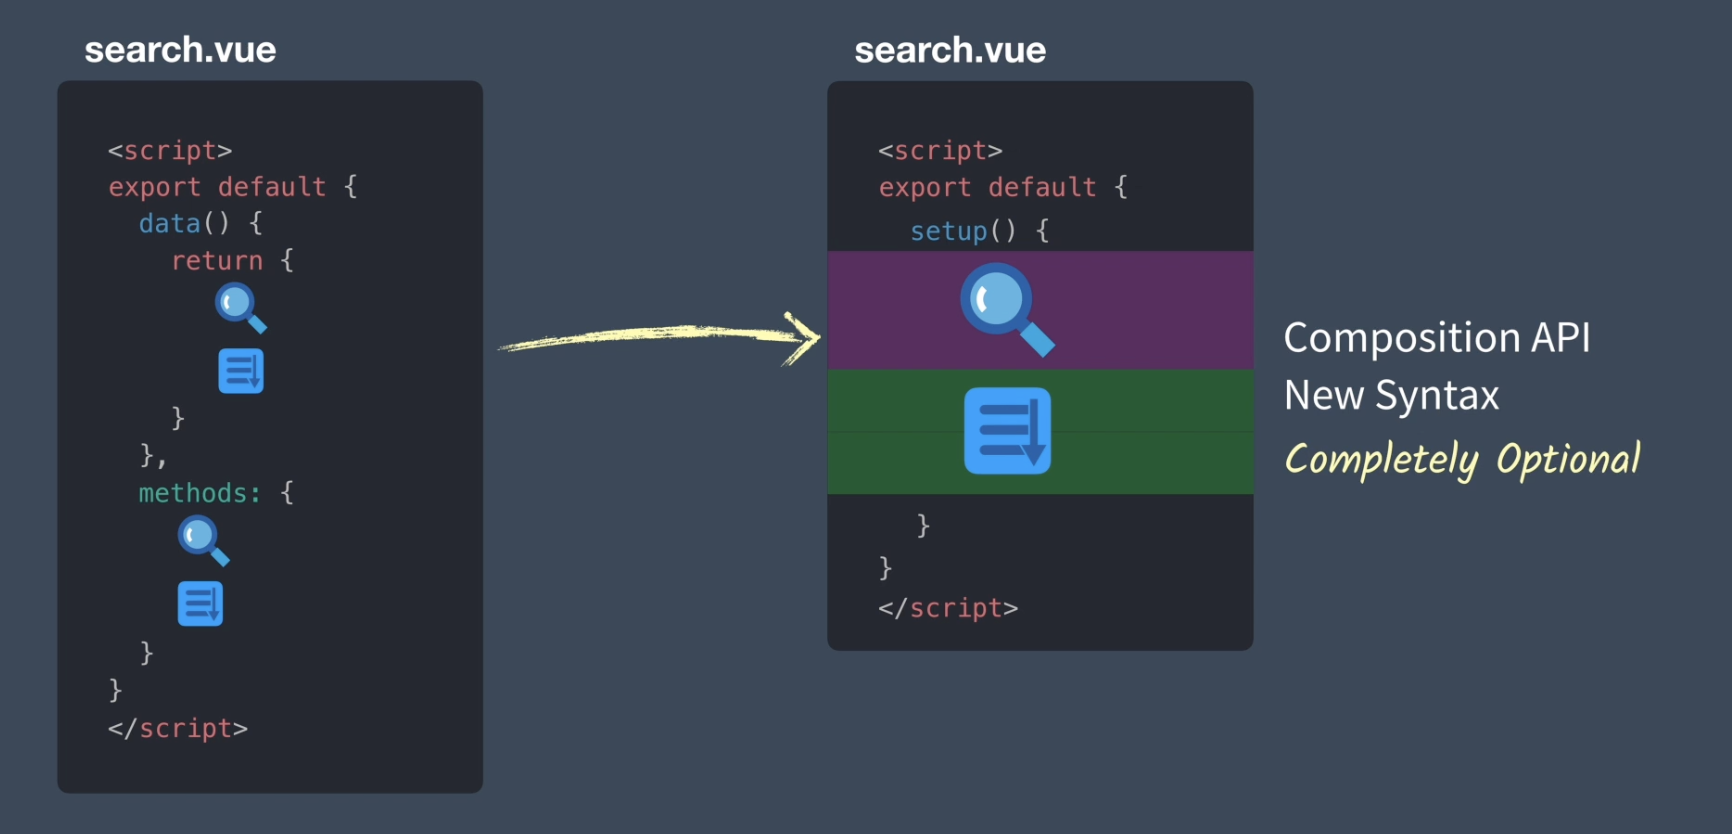 search.vue
<script>
export default {
data() {
return {
}
},
methods: {
}
}
</script>
search.vue
<script>
export default {
setup() {
}
}
</script>
Composition API
New Syntax
Completely Optional